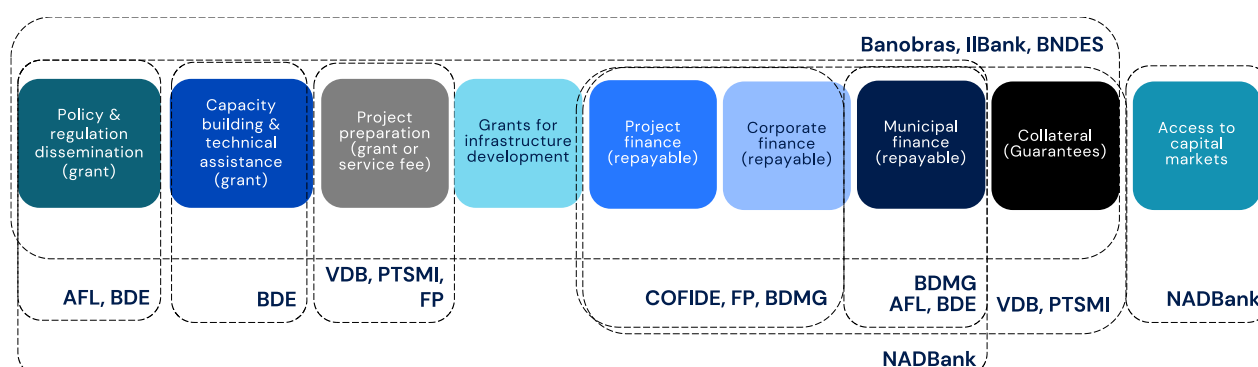 Banobras, IIBank, BNDES
Policy &
regulation
dissemination
(grant)
Capacity
building &
technical
assistance
(grant)
Project
preparation
(grant or
service fee)
Grants for
infrastructure
development
Project
finance
(repayable)
Corporate
finance
(repayable)
Municipal
finance
(repayable)
Collateral
(Guarantees)
Access to
capital
markets
AFL, BDE
BDE
VDB, PTSMI,
FP
COFIDE, FP, BDMG
BDMG
AFL, BDE
VDB, PTSMI
NADBank
NADBank